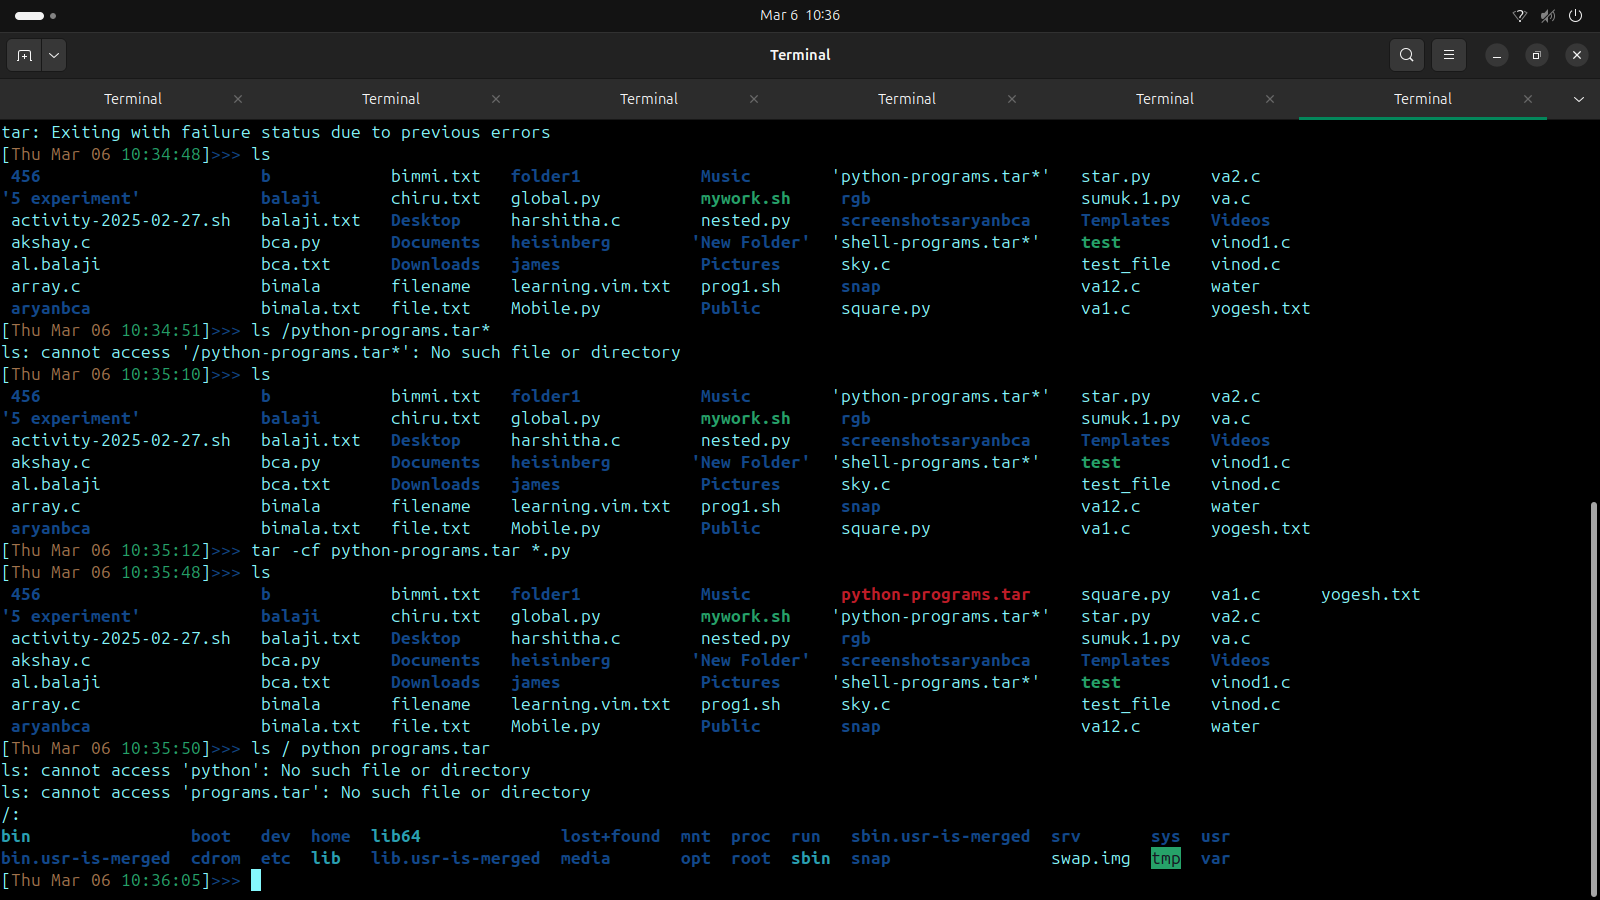 Mar 6 10:36
Terminal
Terminal Terminal Terminal Terminal Terminal Terminal
tar: Exiting with failure status due to previous errors
[Thu Mar 06 10:34:48]>>> ls
456 b bimmi.txt folder1 Music 'python-programs.tar*' star.py va2.c
'5 experiment' balaji chiru.txt global.py mywork.sh rgb sumuk.1.py va.c
activity-2025-02-27.sh balaji.txt Desktop harshitha.c nested.py screenshotsaryanbca Templates Videos
akshay.c bca.py Documents heisinberg 'New Folder' 'shell-programs.tar*' test vinod1.c
al.balaji bca.txt Downloads james Pictures sky.c test_file vinod.c
array.c bimala filename learning.vim.txt prog1.sh snap va12.c water
aryanbca bimala.txt file.txt Mobile.py Public square.py va1.c yogesh.txt
[Thu Mar 06 10:34:51]>>> ls /python-programs.tar*
ls: cannot access '/python-programs.tar*': No such file or directory
[Thu Mar 06 10:35:10]>>> ls
456 b bimmi.txt folder1 Music 'python-programs.tar*' star.py va2.c
'5 experiment' balaji chiru.txt global.py mywork.sh rgb sumuk.1.py va.c
activity-2025-02-27.sh balaji.txt Desktop harshitha.c nested.py screenshotsaryanbca Templates Videos
akshay.c bca.py Documents heisinberg 'New Folder' 'shell-programs.tar*' test vinod1.c
al.balaji bca.txt Downloads james Pictures sky.c test_file vinod.c
array.c bimala filename learning.vim.txt prog1.sh snap va12.c water
aryanbca bimala.txt file.txt Mobile.py Public square.py va1.c yogesh.txt
[Thu Mar 06 10:35:12]>>> tar -cf python-programs.tar *.py
[Thu Mar 06 10:35:48]>>> ls
456 b bimmi.txt folder1 Music python-programs.tar square.py va1.c yogesh.txt
'5 experiment' balaji chiru.txt global.py mywork.sh 'python-programs.tar*' star.py va2.c
activity-2025-02-27.sh balaji.txt Desktop harshitha.c nested.py rgb sumuk.1.py va.c
akshay.c bca.py Documents heisinberg 'New Folder' screenshotsaryanbca Templates Videos
al.balaji bca.txt Downloads james Pictures 'shell-programs.tar*' test vinod1.c
array.c bimala filename learning.vim.txt prog1.sh sky.c test_file vinod.c
aryanbca bimala.txt file.txt Mobile.py Public snap va12.c water
[Thu Mar 06 10:35:50]>>> ls / python programs.tar
ls: cannot access 'python': No such file or directory
ls: cannot access 'programs.tar': No such file or directory
/:
bin boot dev home lib64 lost+found mnt proc run sbin.usr-is-merged srv sys usr
bin.usr-is-merged cdrom etc lib lib.usr-is-merged media opt root sbin snap swap.img tmp var
[Thu Mar 06 10:36:05]>>>